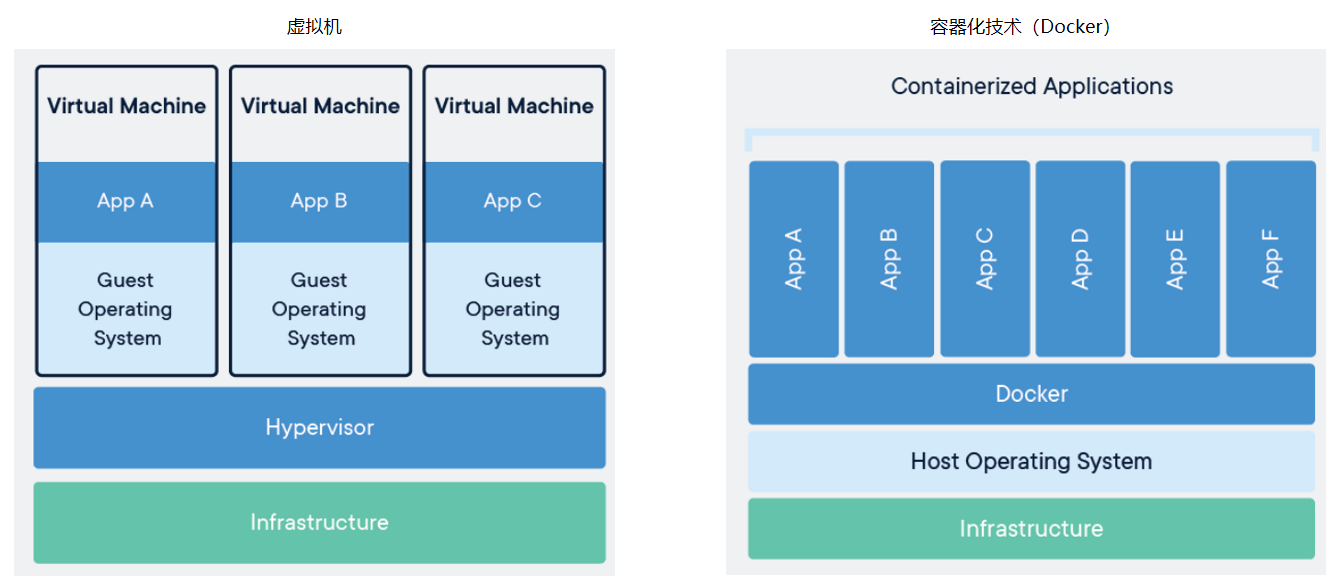 虚拟机
Virtual Machine
App A
Guest
Operating
System
Virtual Machine
App B
Guest
Operating
System
Virtual Machine
App C
Guest
Operating
System
Hypervisor
Infrastructure
容器化技术（Docker）
Containerized Applications
App A
App B
App C
App D
App E
App F
Docker
Host Operating System
Infrastructure